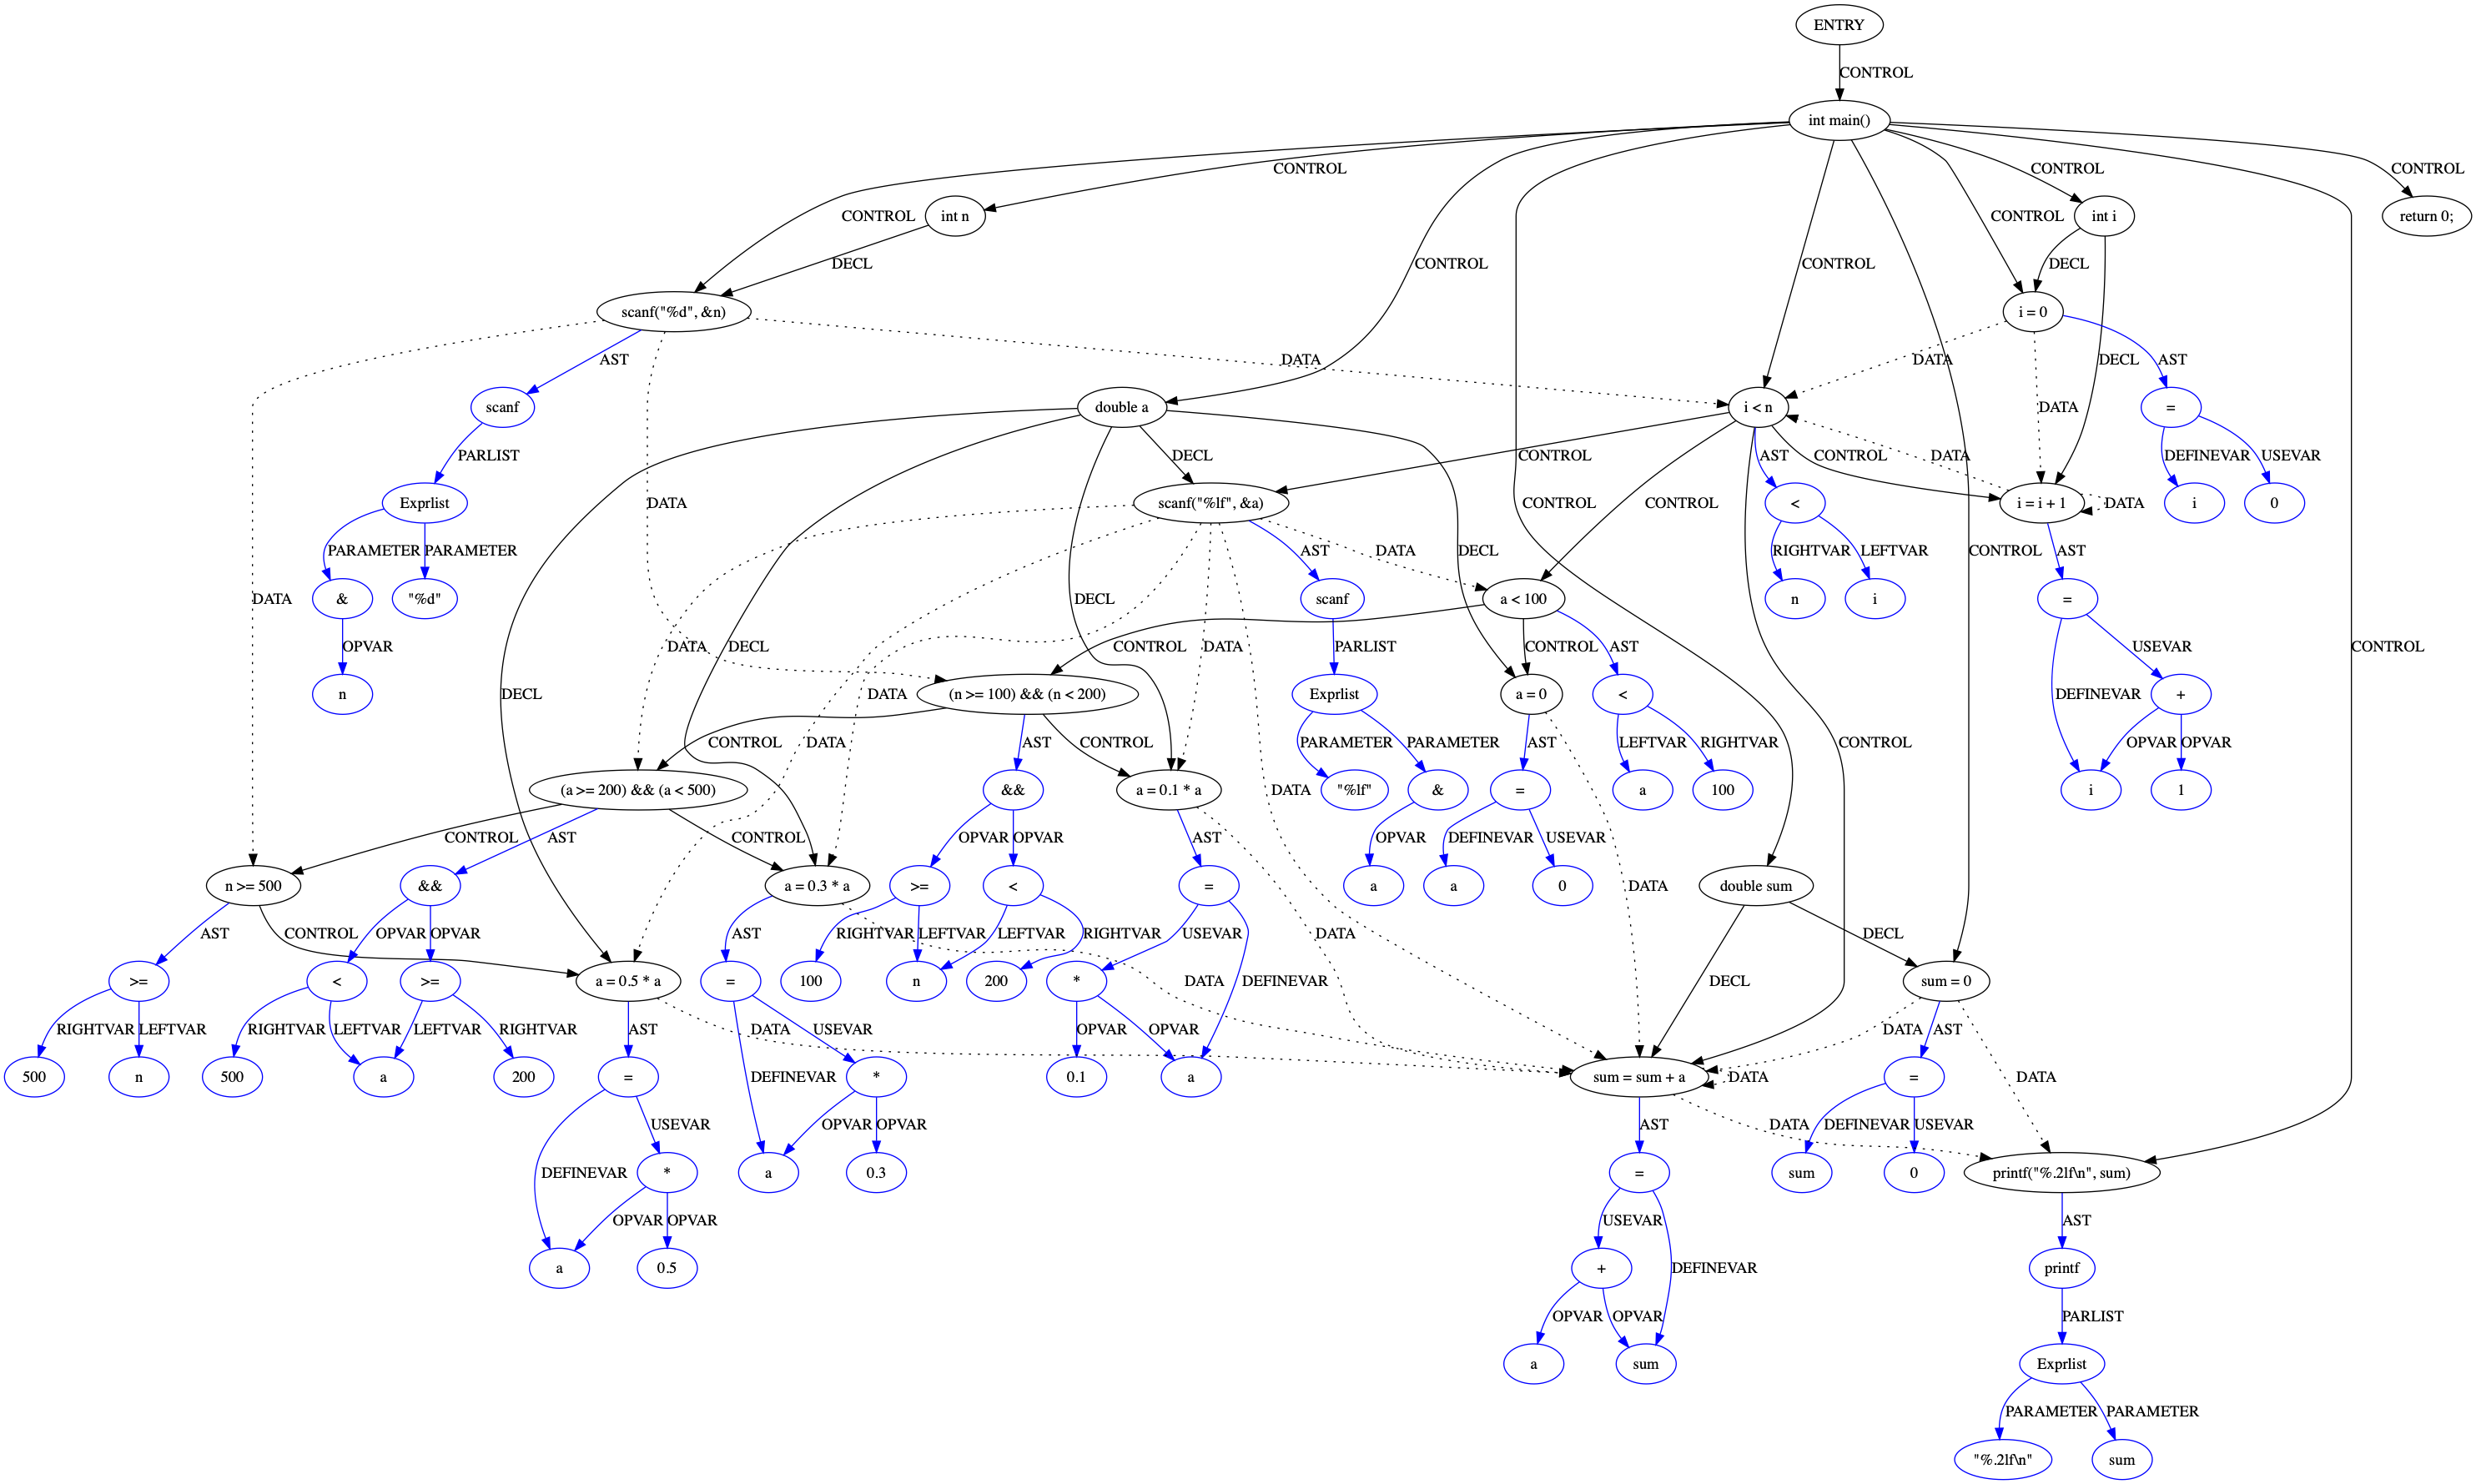 ENTRY
CONTROL
int main()
CONTROL
CONTROL
CONTROL
CONTROL int n CONTROL int i return 0;
DECL CONTROL CONTROL DECL
scanf("%d", &n) i = 0
AST DATA DATA DECL AST
scanf double a i < n =
PARLIST DECL CONTROL AST CONTROL DATA DATA DEFINEVAR USEVAR
Exprlist DATA scanf("%lf", &a) CONTROL CONTROL < i = i + 1 DATA i 0
PARAMETER PARAMETER DECL AST DATA RIGHTVAR LEFTVAR CONTROL AST
DATA & "%d" DECL scanf a < 100 n i =
OPVAR DECL DATA DATA DATA CONTROL PARLIST CONTROL AST USEVAR CONTROL
DECL n DATA (n >= 100) && (n < 200) Exprlist a = 0 < DEFINEVAR +
CONTROL DATA AST CONTROL PARAMETER PARAMETER AST LEFTVAR RIGHTVAR CONTROL OPVAR OPVAR
(a >= 200) && (a < 500) && a = 0.1 * a "%lf" & = a 100 i 1
CONTROL AST CONTROL OPVAR OPVAR AST DATA OPVAR DEFINEVAR USEVAR
n >= 500 && a = 0.3 * a >= < = a a 0 DATA double sum
AST CONTROL OPVAR OPVAR AST RIGHTVAR LEFTVAR LEFTVAR RIGHTVAR USEVAR DATA DECL
>= < >= a = 0.5 * a = 100 n 200 * DATA DEFINEVAR DECL sum = 0
RIGHTVAR LEFTVAR RIGHTVAR LEFTVAR LEFTVAR RIGHTVAR AST DATA USEVAR OPVAR OPVAR DATA AST
500 n 500 a 200 = DEFINEVAR * 0.1 a sum = sum + a DATA = DATA
USEVAR OPVAR OPVAR AST DATA DEFINEVAR USEVAR
DEFINEVAR * a 0.3 = sum 0 printf("%.2lf\n", sum)
OPVAR OPVAR USEVAR AST
a 0.5 + DEFINEVAR printf
OPVAR OPVAR PARLIST
a sum Exprlist
PARAMETER PARAMETER
"%.2lf\n" sum